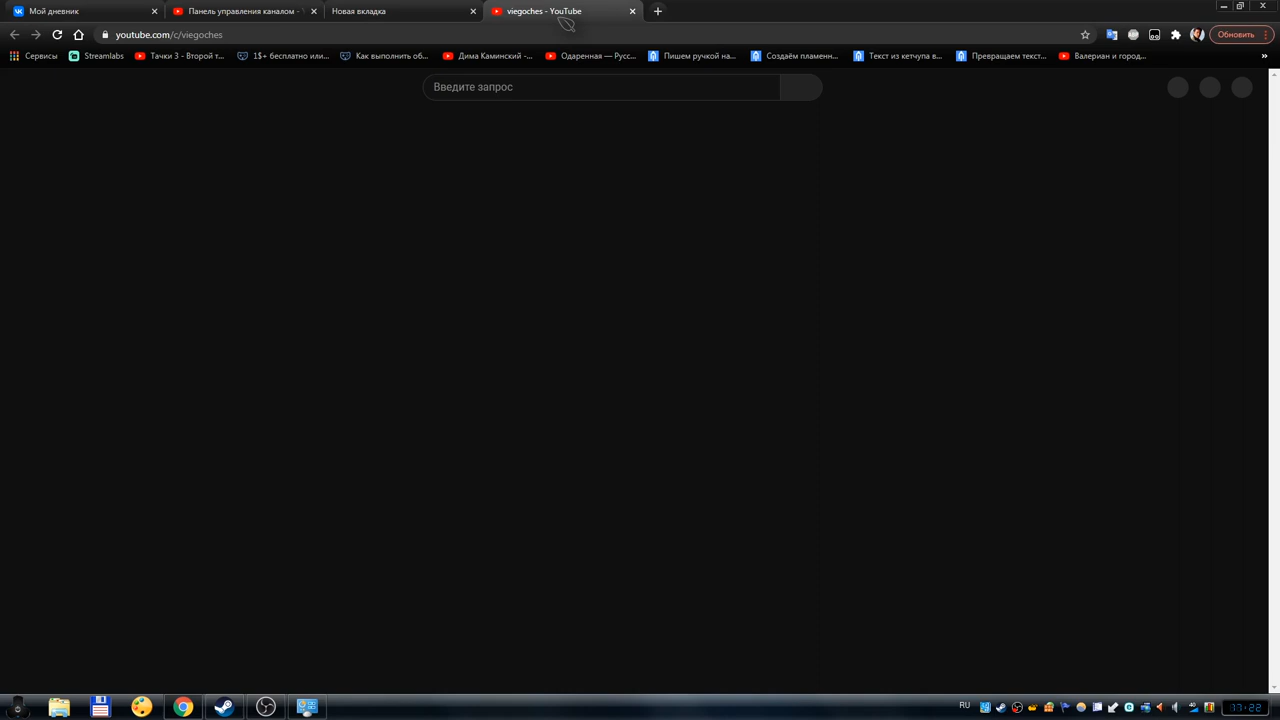 Мой дневник
Панель управления каналом -
Новая вкладка
viegoches - YouTube
youtube.com/c/viegoches
Обновить
Сервисы
Streamlabs
Тачки 3 - Второй т...
1$+ бесплатно или...
Как выполнить об...
Дима Каминский -...
Одаренная — Русс...
Пишем ручкой на...
Создаём пламенн...
Текст из кетчупа в...
Превращаем текст...
Валериан и город...
Введите запрос
RU
17:22